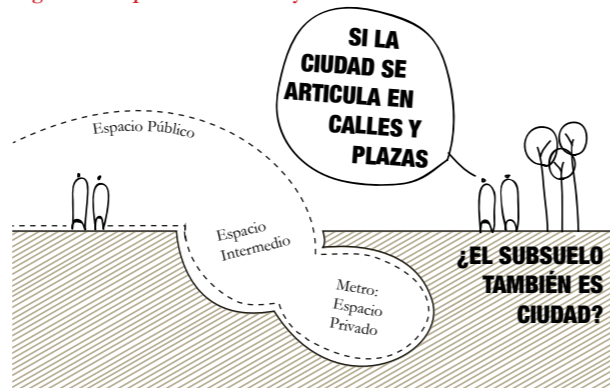 SI LA
CIUDAD SE
ARTICULA EN
CALLES Y
PLAZAS
Espacio Público
Espacio
Intermedio
Metro:
Espacio
Privado
¿EL SUBSUELO
TAMBIÉN ES
CIUDAD?